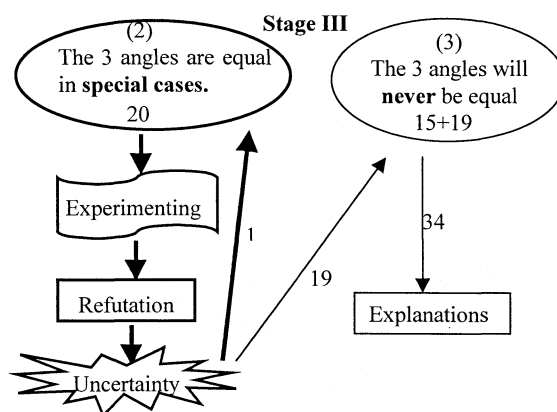 Stage III
(2)
The 3 angles are equal
in special cases.
20
Experimenting
Refutation
Uncertainty
1
19
(3)
The 3 angles will
never be equal
15+19
34
Explanations